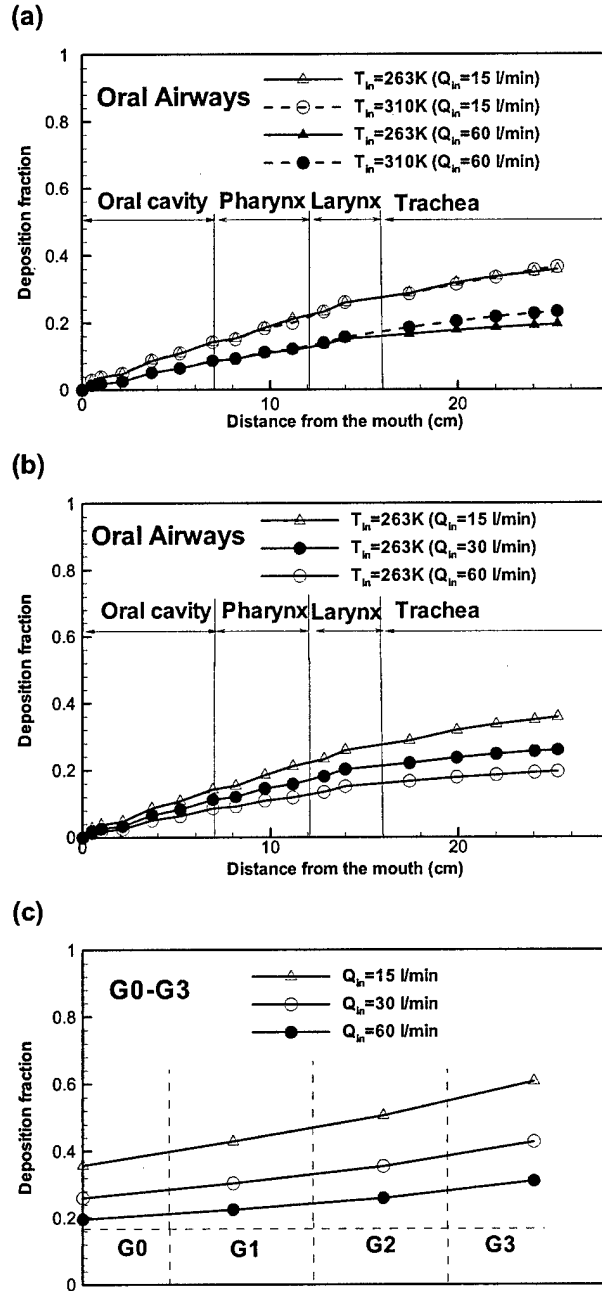 (a)
1
0.8
0.6
0.4
0.2
0
Deposition fraction
Oral Airways
T_in=263K (Q_in=15 l/min)
T_in=310K (Q_in=15 l/min)
T_in=263K (Q_in=60 l/min)
T_in=310K (Q_in=60 l/min)
Oral cavity Pharynx Larynx Trachea
0 10 20
Distance from the mouth (cm)
(b)
1
0.8
0.6
0.4
0.2
0
Deposition fraction
Oral Airways
T_in=263K (Q_in=15 l/min)
T_in=263K (Q_in=30 l/min)
T_in=263K (Q_in=60 l/min)
Oral cavity Pharynx Larynx Trachea
0 10 20
Distance from the mouth (cm)
(c)
1
0.8
0.6
0.4
0.2
0
Deposition fraction
G0-G3
Q_in=15 l/min
Q_in=30 l/min
Q_in=60 l/min
G0 G1 G2 G3